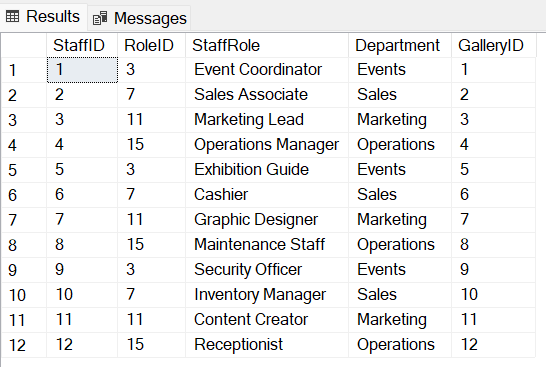 Results Messages
StaffID RoleID StaffRole Department GalleryID
1 1 3 Event Coordinator Events 1
2 2 7 Sales Associate Sales 2
3 3 11 Marketing Lead Marketing 3
4 4 15 Operations Manager Operations 4
5 5 3 Exhibition Guide Events 5
6 6 7 Cashier Sales 6
7 7 11 Graphic Designer Marketing 7
8 8 15 Maintenance Staff Operations 8
9 9 3 Security Officer Events 9
10 10 7 Inventory Manager Sales 10
11 11 11 Content Creator Marketing 11
12 12 15 Receptionist Operations 12